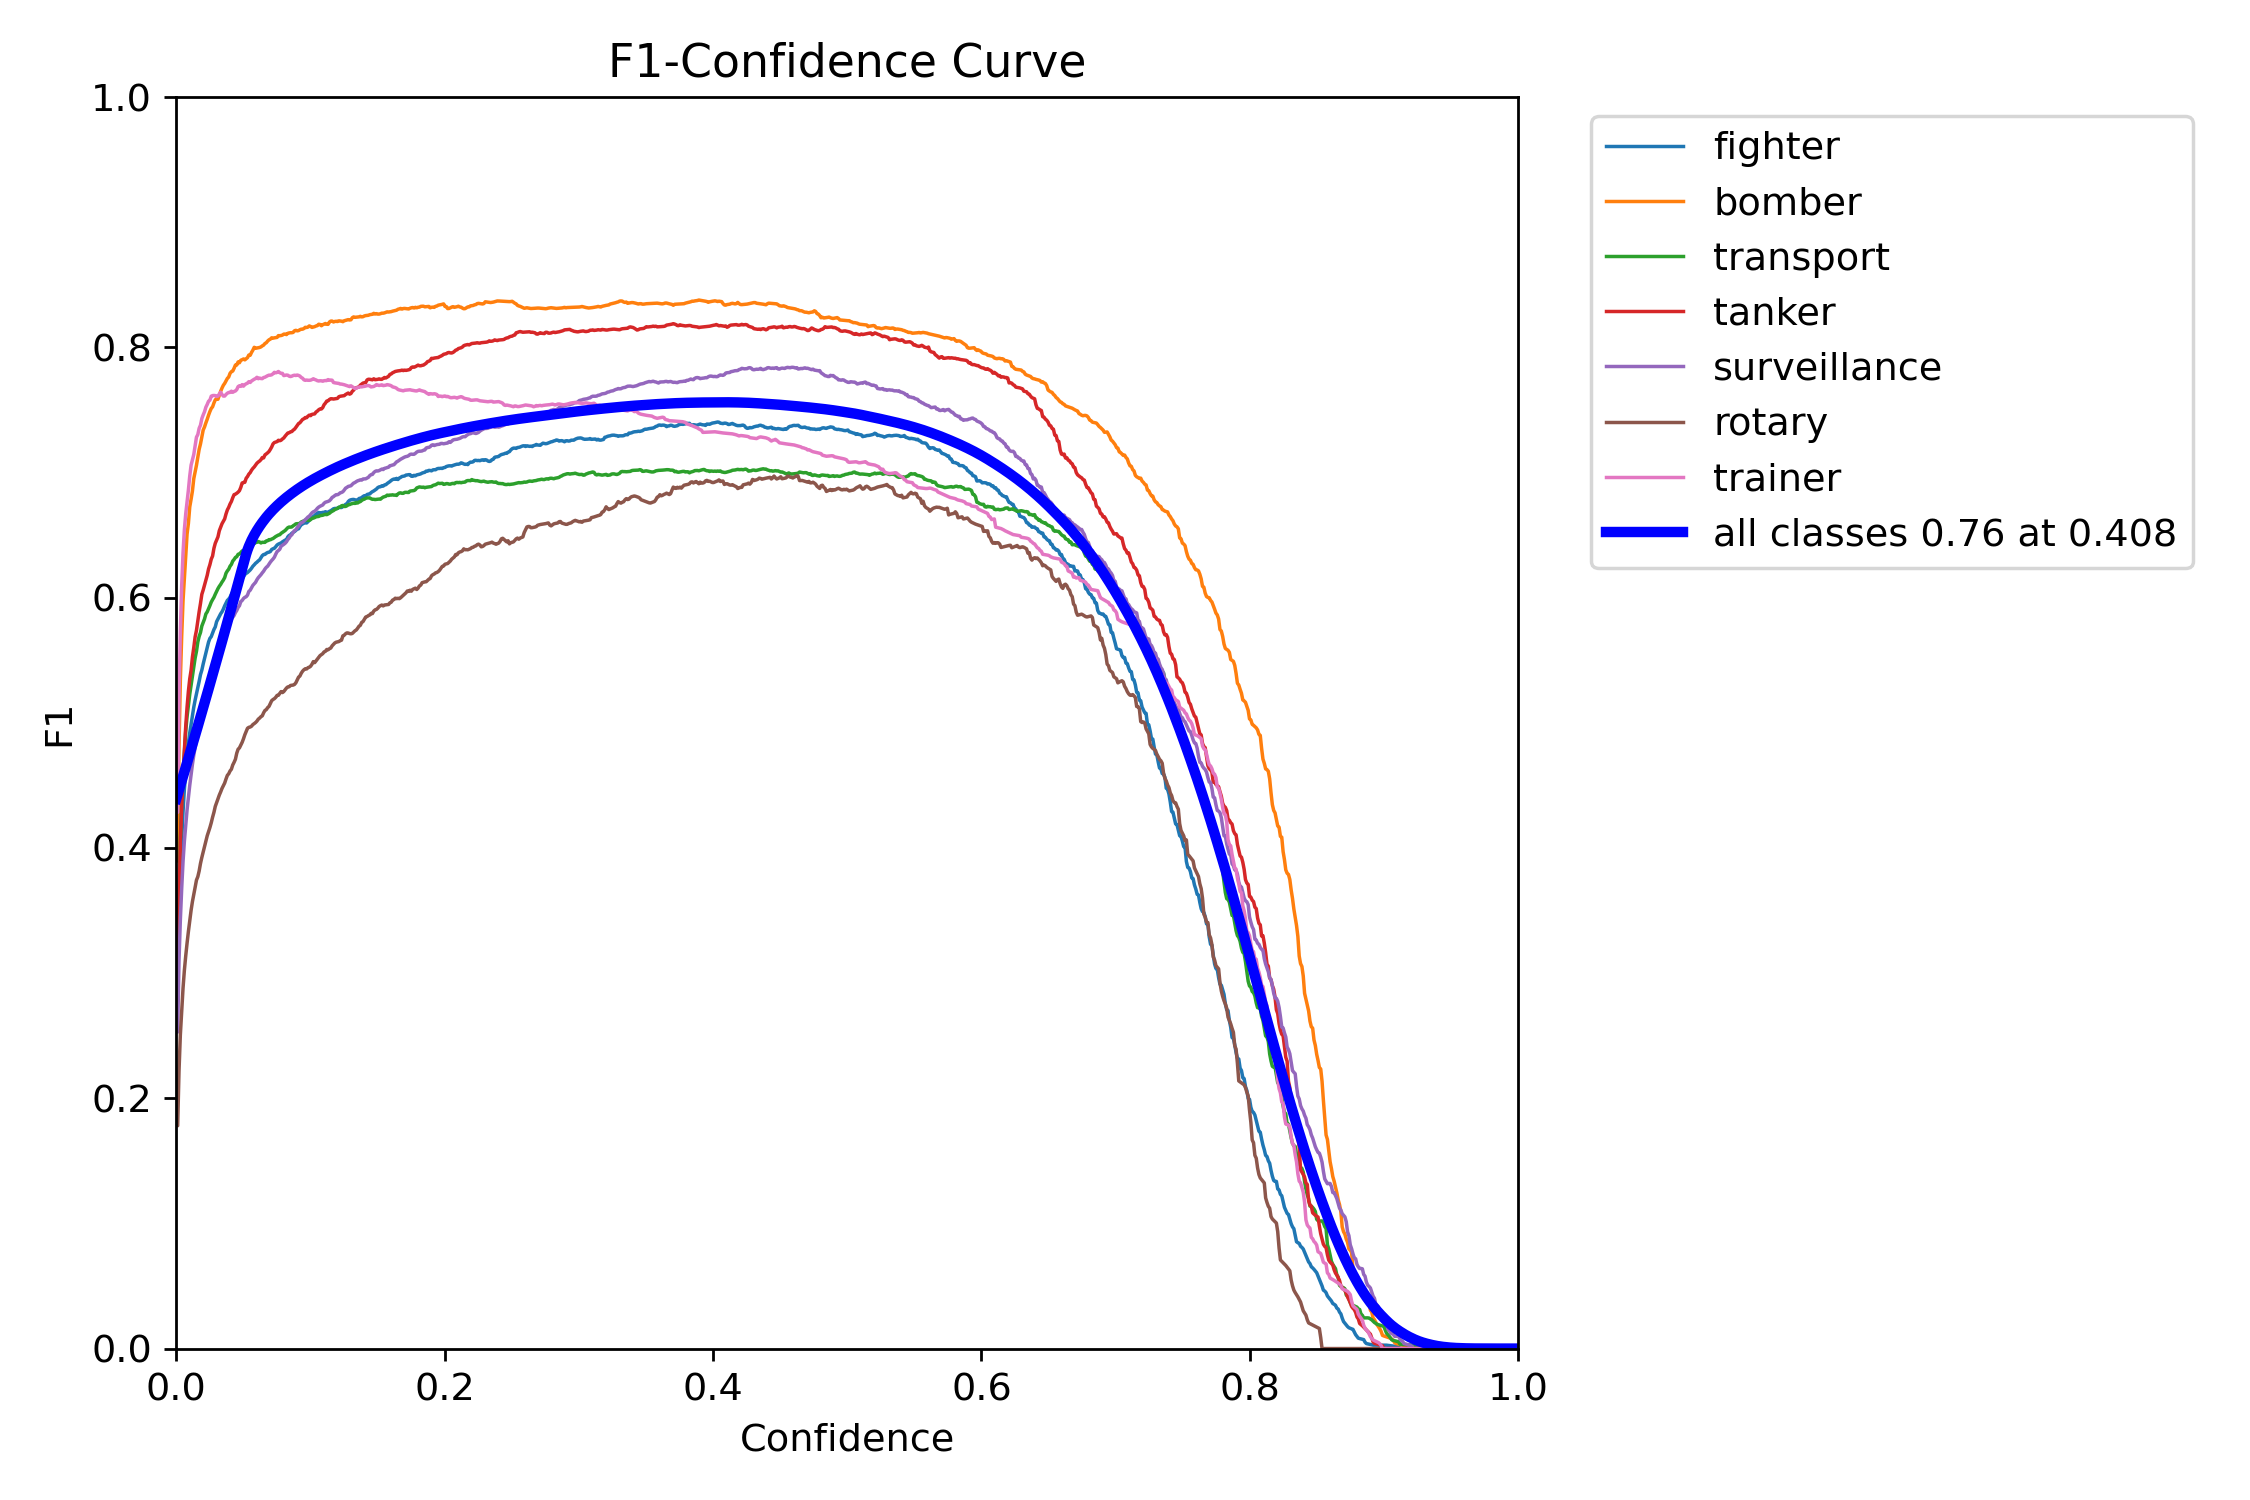 F1-Confidence Curve
1.0
0.8
0.6
0.4
0.2
0.0
F1
0.0 0.2 0.4 0.6 0.8 1.0
Confidence
fighter
bomber
transport
tanker
surveillance
rotary
trainer
all classes 0.76 at 0.408